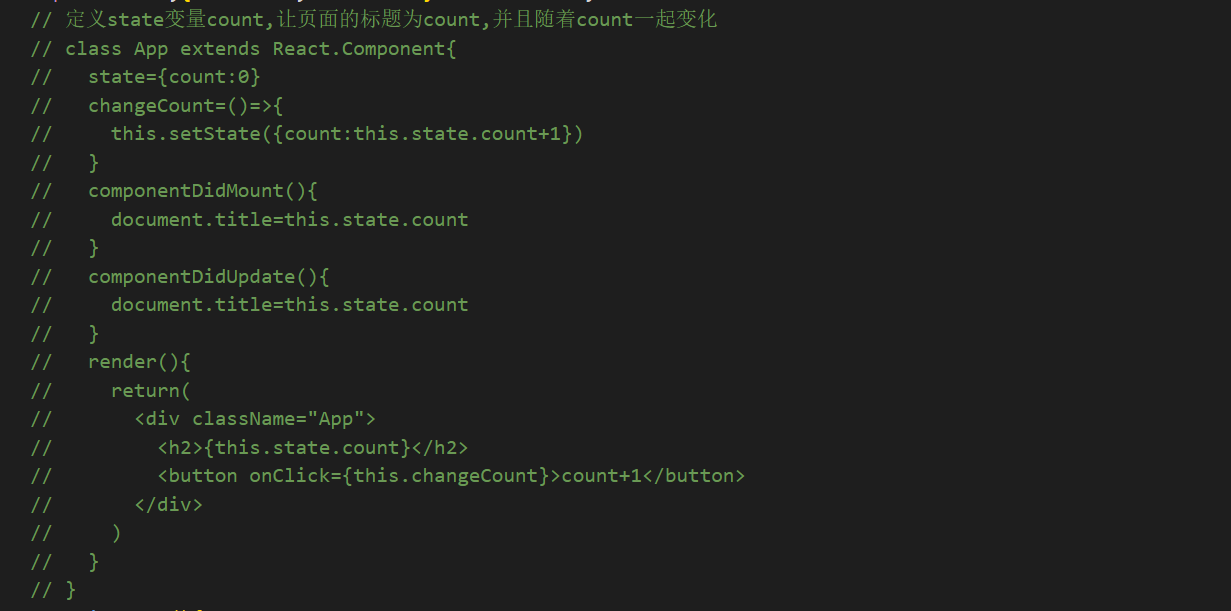 // 定义state变量count,让页面的标题为count,并且随着count一起变化
// class App extends React.Component{
//   state={count:0}
//   changeCount=()=>{
//     this.setState({count:this.state.count+1})
//   }
//   componentDidMount(){
//     document.title=this.state.count
//   }
//   componentDidUpdate(){
//     document.title=this.state.count
//   }
//   render(){
//     return(
//       <div className="App">
//         <h2>{this.state.count}</h2>
//         <button onClick={this.changeCount}>count+1</button>
//       </div>
//     )
//   }
// }